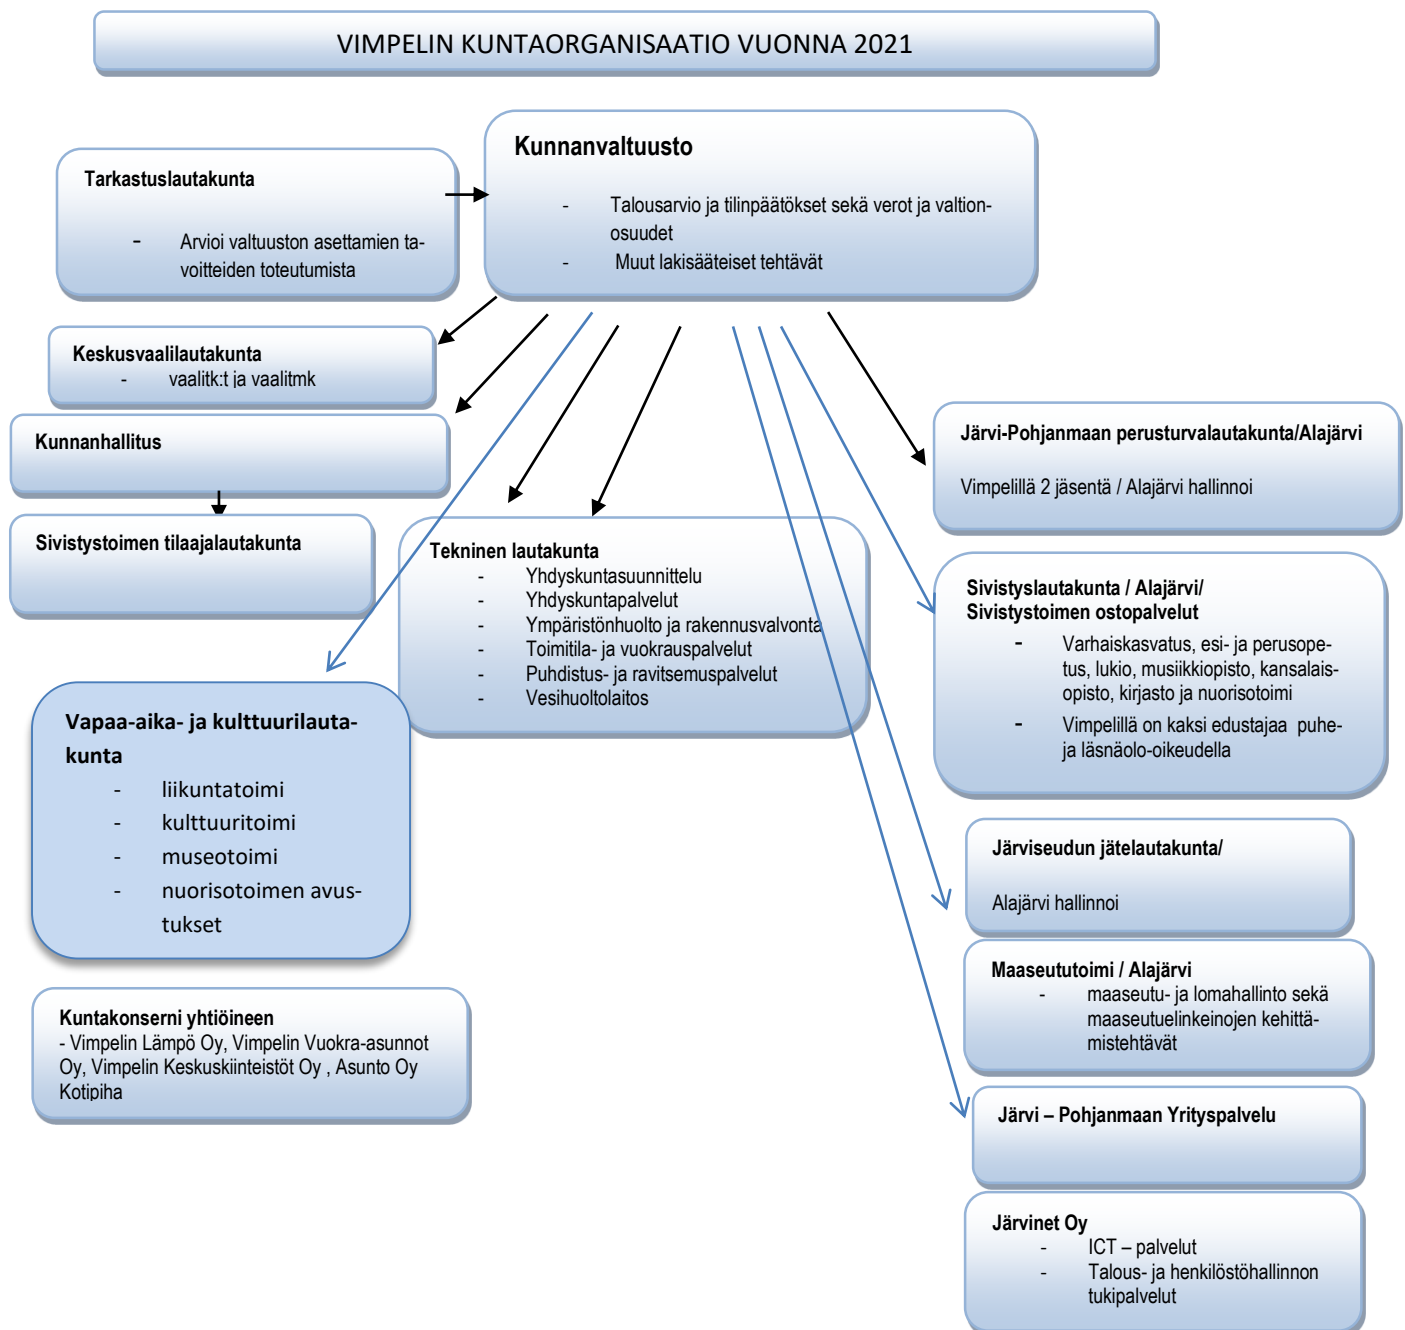 VIMPELIN KUNTAORGANISAATIO VUONNA 2021
Kunnanvaltuusto
- Talousarvio ja tilinpäätökset sekä verot ja valtion-
osuudet
- Muut lakisääteiset tehtävät
Tarkastuslautakunta
- Arvioi valtuuston asettamien ta-
voitteiden toteutumista
Keskusvaalilautakunta
- vaalitk:t ja vaalitmk
Kunnanhallitus
Sivistystoimen tilaajalautakunta
Tekninen lautakunta
- Yhdyskuntasuunnittelu
- Yhdyskuntapalvelut
- Ympäristönhuolto ja rakennusvalvonta
- Toimitila- ja vuokrauspalvelut
- Puhdistus- ja ravitsemuspalvelut
- Vesihuoltolaitos
Vapaa-aika- ja kulttuurilauta-
kunta
- liikuntatoimi
- kulttuuritoimi
- museotoimi
- nuorisotoimen avus-
tukset
Kuntakonserni yhtiöineen
- Vimpelin Lämpö Oy, Vimpelin Vuokra-asunnot
Oy, Vimpelin Keskuskiinteistöt Oy , Asunto Oy
Kotipiha
Järvi-Pohjanmaan perusturvalautakunta/Alajärvi
Vimpelillä 2 jäsentä / Alajärvi hallinnoi
Sivistyslautakunta / Alajärvi/
Sivistystoimen ostopalvelut
- Varhaiskasvatus, esi- ja perusope-
tus, lukio, musiikkiopisto, kansalais-
opisto, kirjasto ja nuorisotoimi
- Vimpelillä on kaksi edustajaa puhe-
ja läsnäolo-oikeudella
Järviseudun jätelautakunta/
Alajärvi hallinnoi
Maaseututoimi / Alajärvi
- maaseutu- ja lomahallinto sekä
maaseutuelinkeinojen kehittä-
mistehtävät
Järvi – Pohjanmaan Yrityspalvelu
Järvinet Oy
- ICT – palvelut
- Talous- ja henkilöstöhallinnon
tukipalvelut